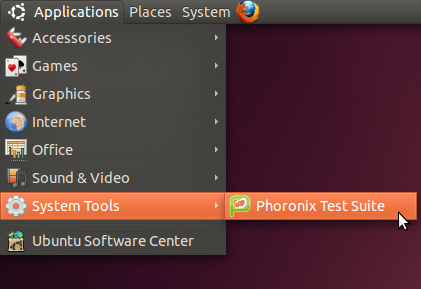 Applications Places System
Accessories
Games
Graphics
Internet
Office
Sound & Video
System Tools
Phoronix Test Suite
Ubuntu Software Center